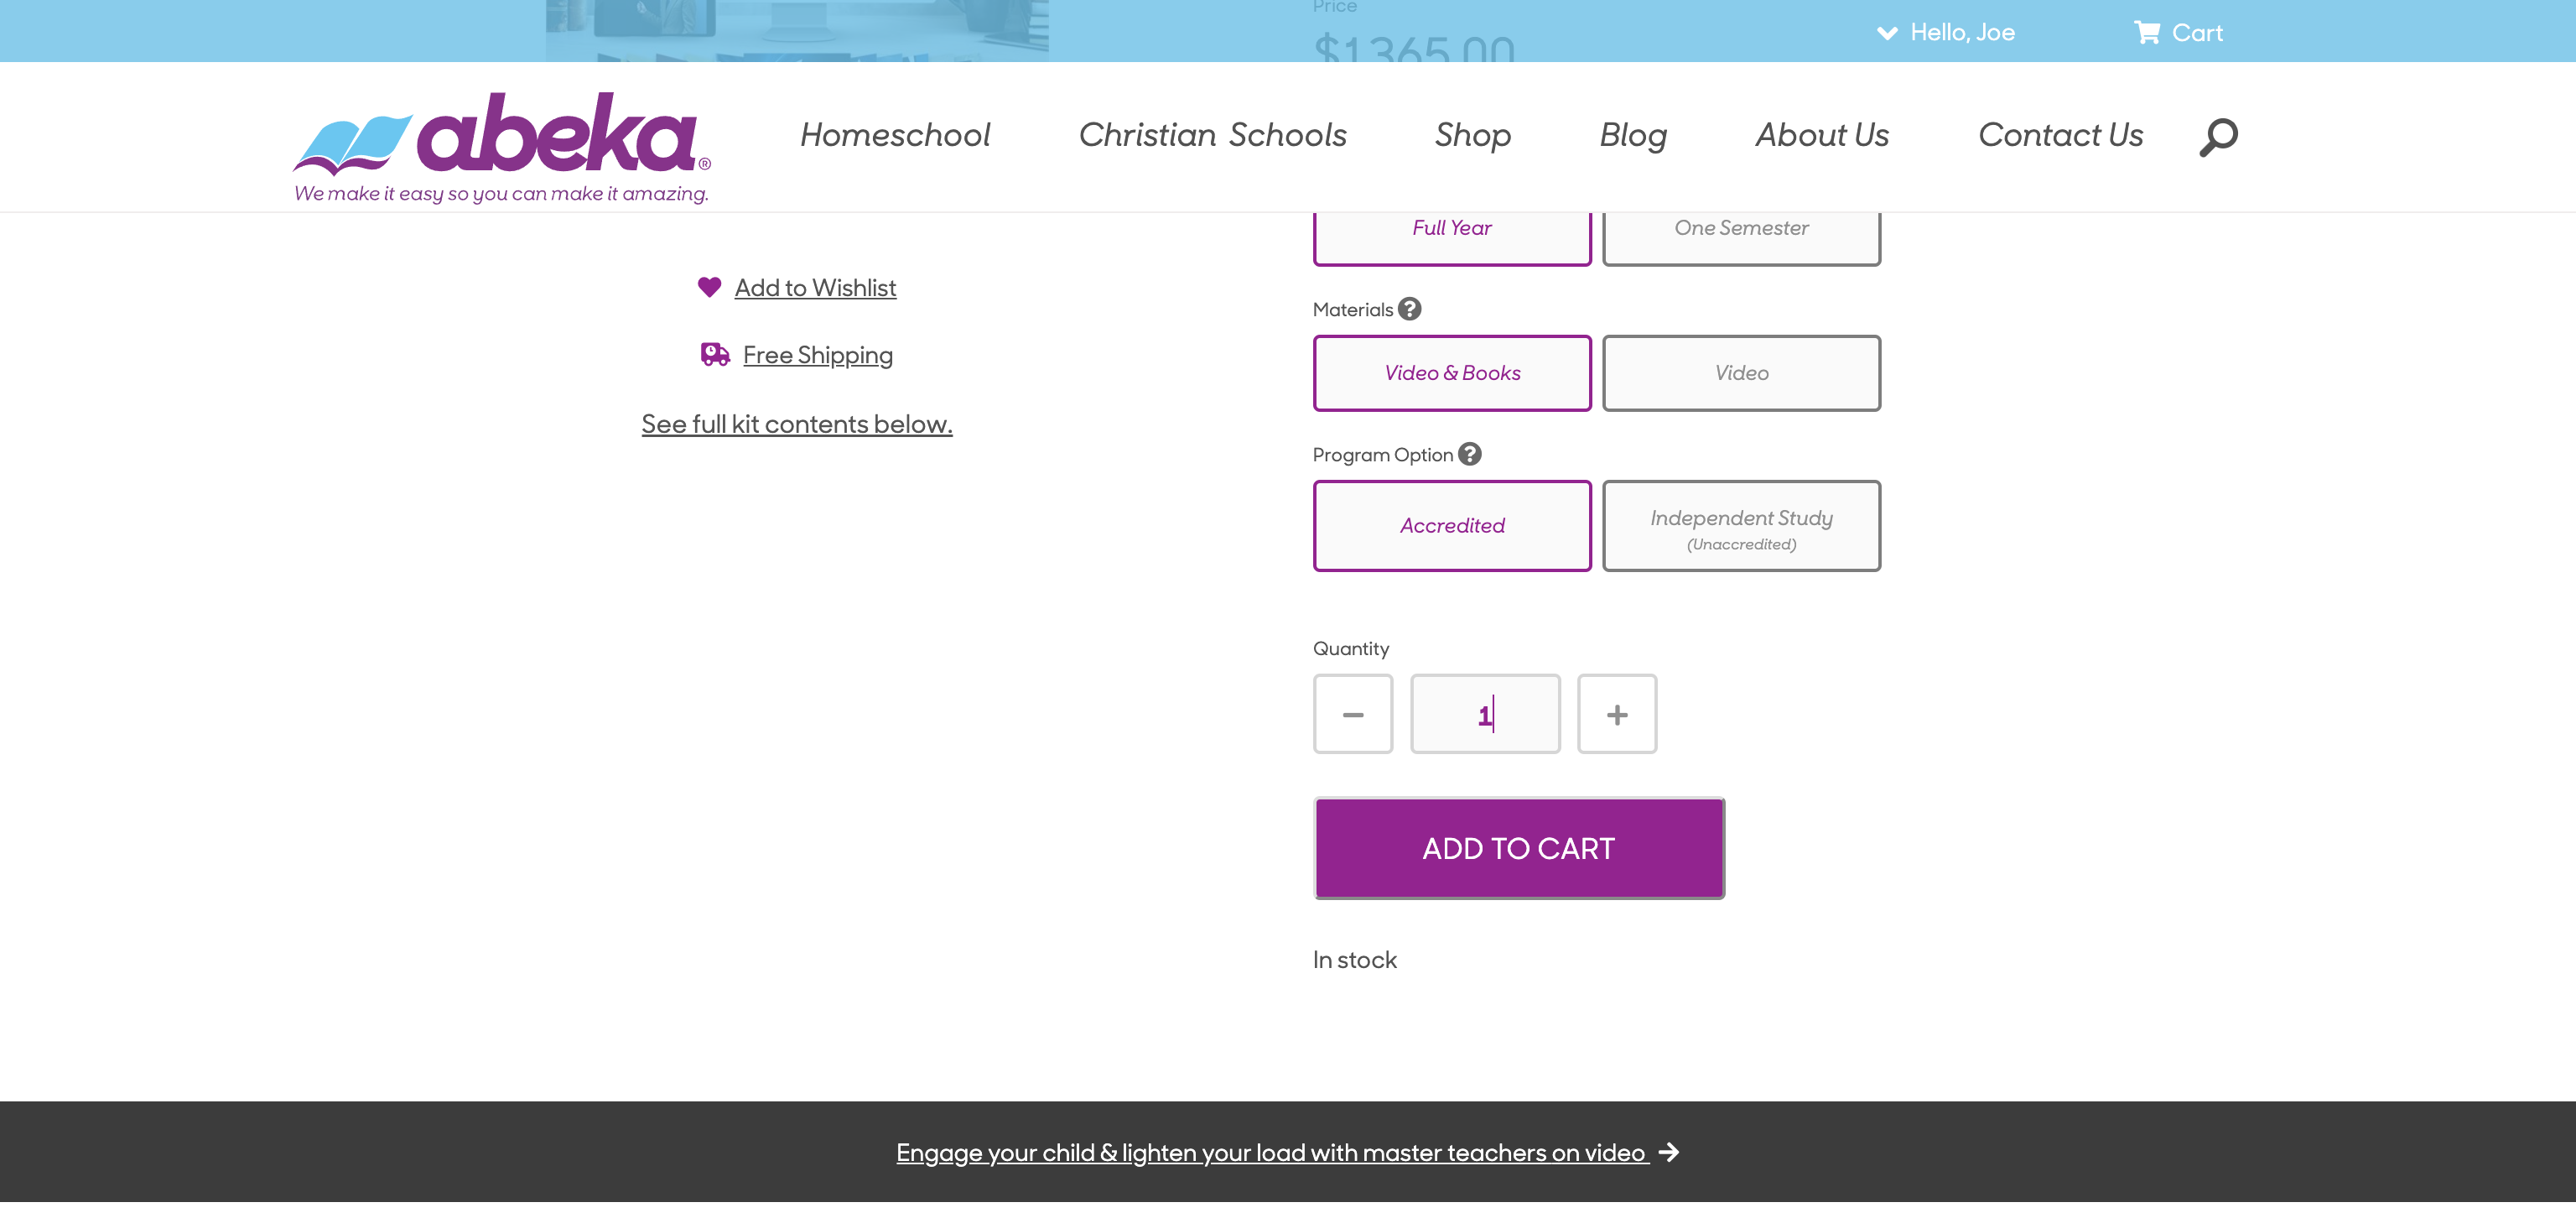 Price
$1,365.00
Hello, Joe
Cart
abeka®
We make it easy so you can make it amazing.
Homeschool
Christian Schools
Shop
Blog
About Us
Contact Us
Full Year
One Semester
Add to Wishlist
Free Shipping
See full kit contents below.
Materials ?
Video & Books
Video
Program Option ?
Accredited
Independent Study
(Unaccredited)
Quantity
− 1 +
ADD TO CART
In stock
Engage your child & lighten your load with master teachers on video →